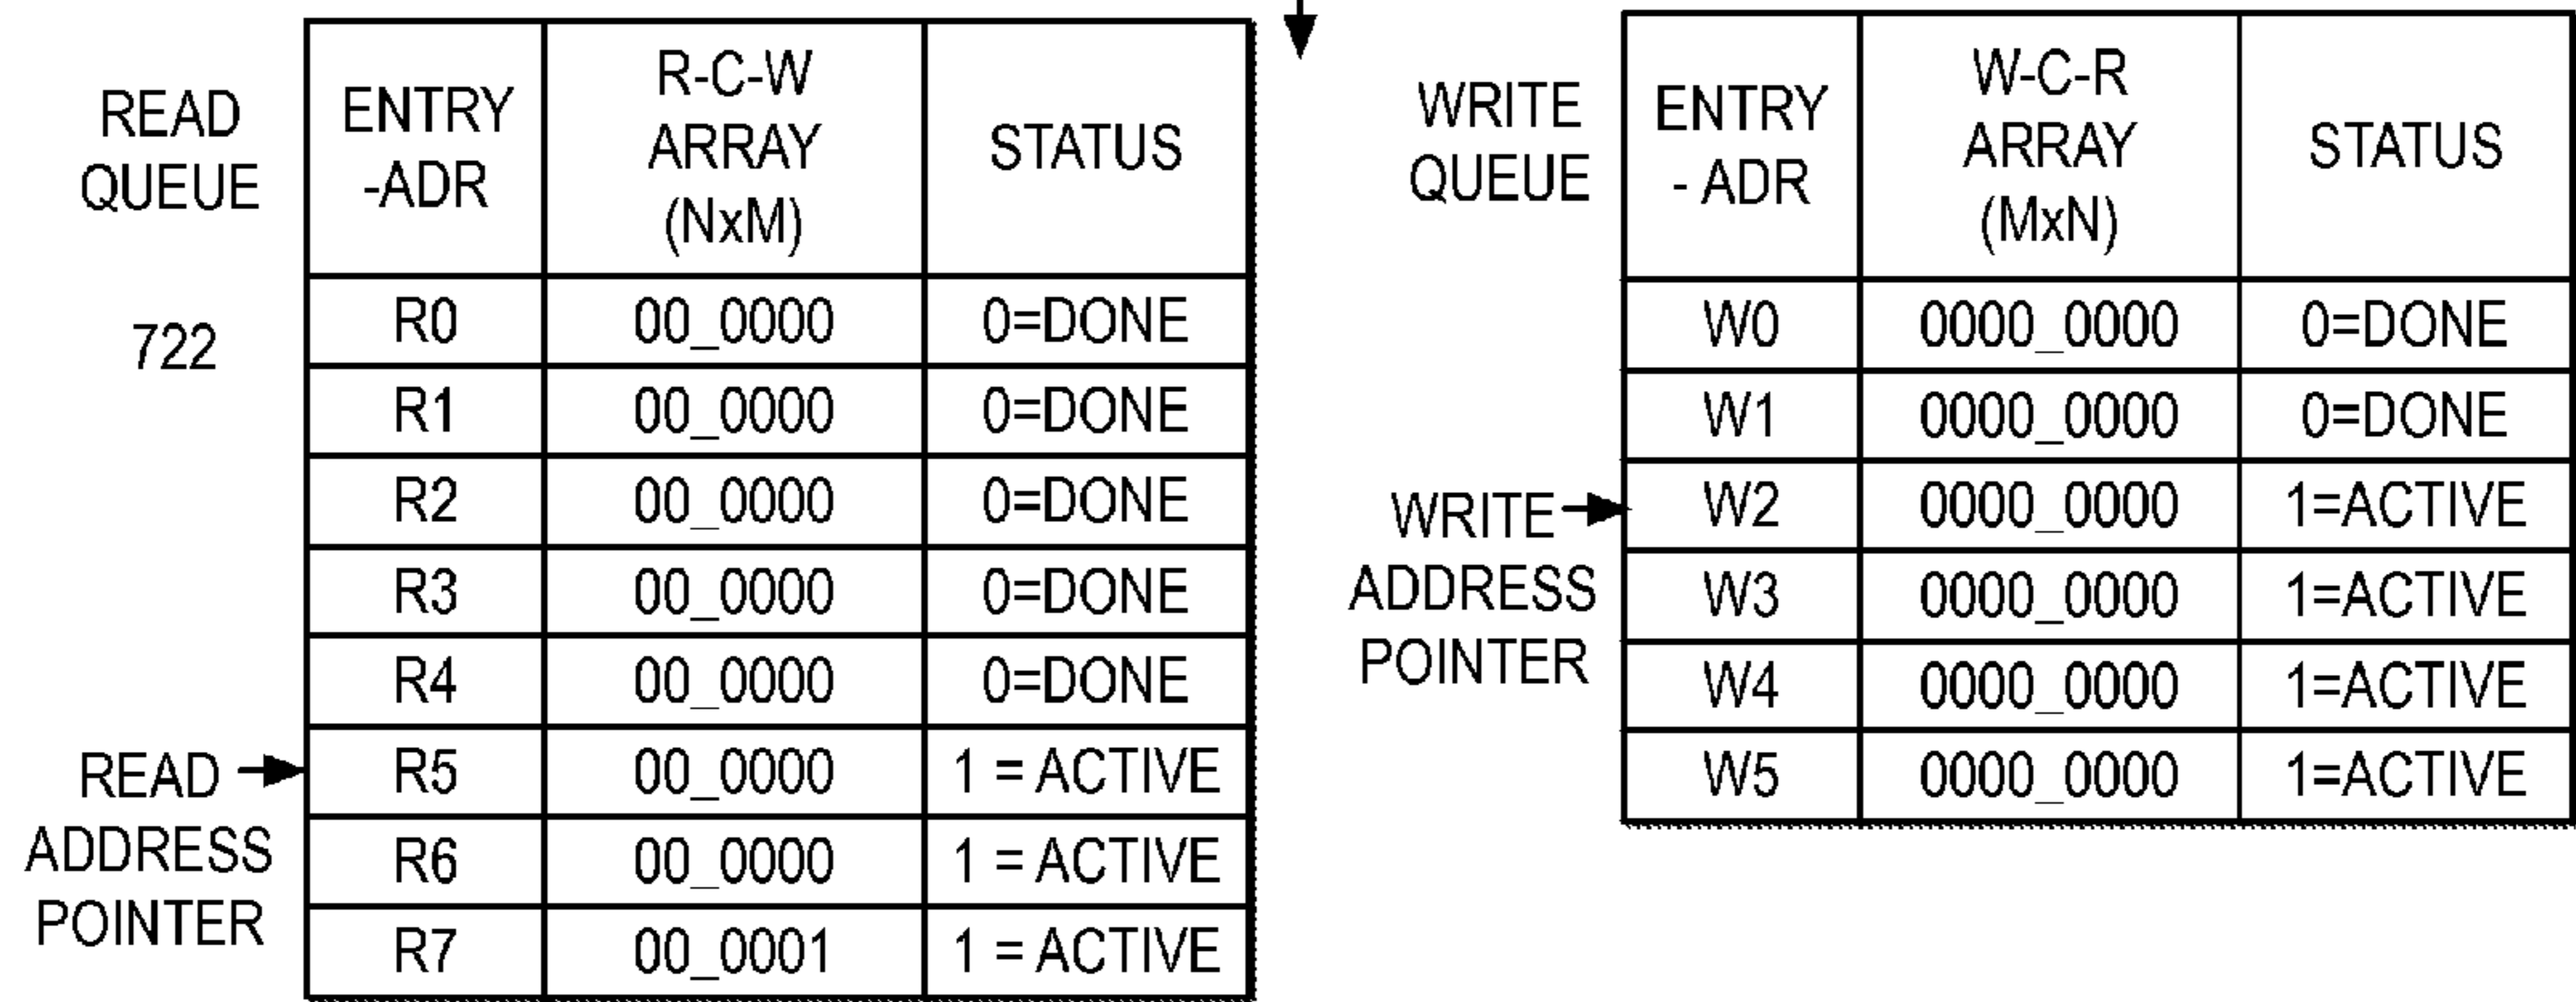 READ
QUEUE
722
READ
ADDRESS
POINTER
ENTRY
-ADR
R-C-W
ARRAY
(NxM)
STATUS
R0 00_0000 0=DONE
R1 00_0000 0=DONE
R2 00_0000 0=DONE
R3 00_0000 0=DONE
R4 00_0000 0=DONE
R5 00_0000 1 = ACTIVE
R6 00_0000 1 = ACTIVE
R7 00_0001 1 = ACTIVE
WRITE
QUEUE
WRITE
ADDRESS
POINTER
ENTRY
- ADR
W-C-R
ARRAY
(MxN)
STATUS
W0 0000_0000 0=DONE
W1 0000_0000 0=DONE
W2 0000_0000 1=ACTIVE
W3 0000_0000 1=ACTIVE
W4 0000_0000 1=ACTIVE
W5 0000_0000 1=ACTIVE